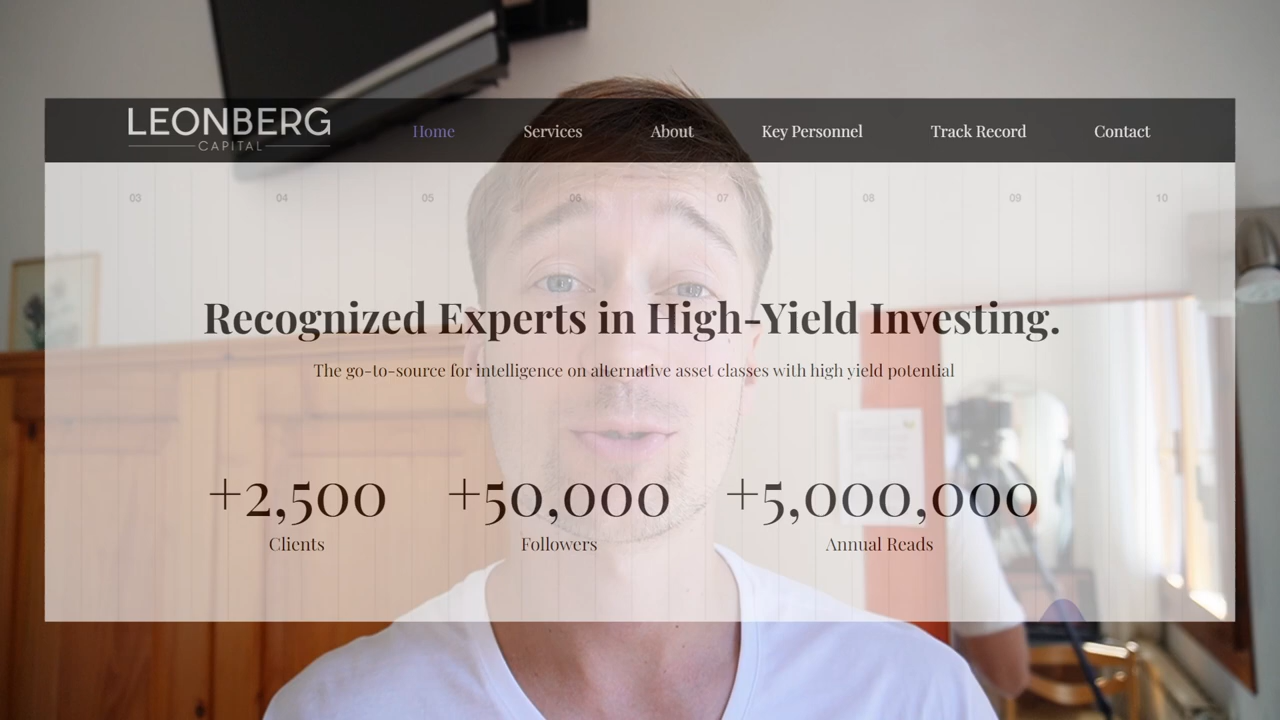 LEONBERG
CAPITAL
Home Services About Key Personnel Track Record Contact
03 04 05 06 07 08 09 10
Recognized Experts in High-Yield Investing.
The go-to-source for intelligence on alternative asset classes with high yield potential
+2,500 +50,000 +5,000,000
Clients Followers Annual Reads